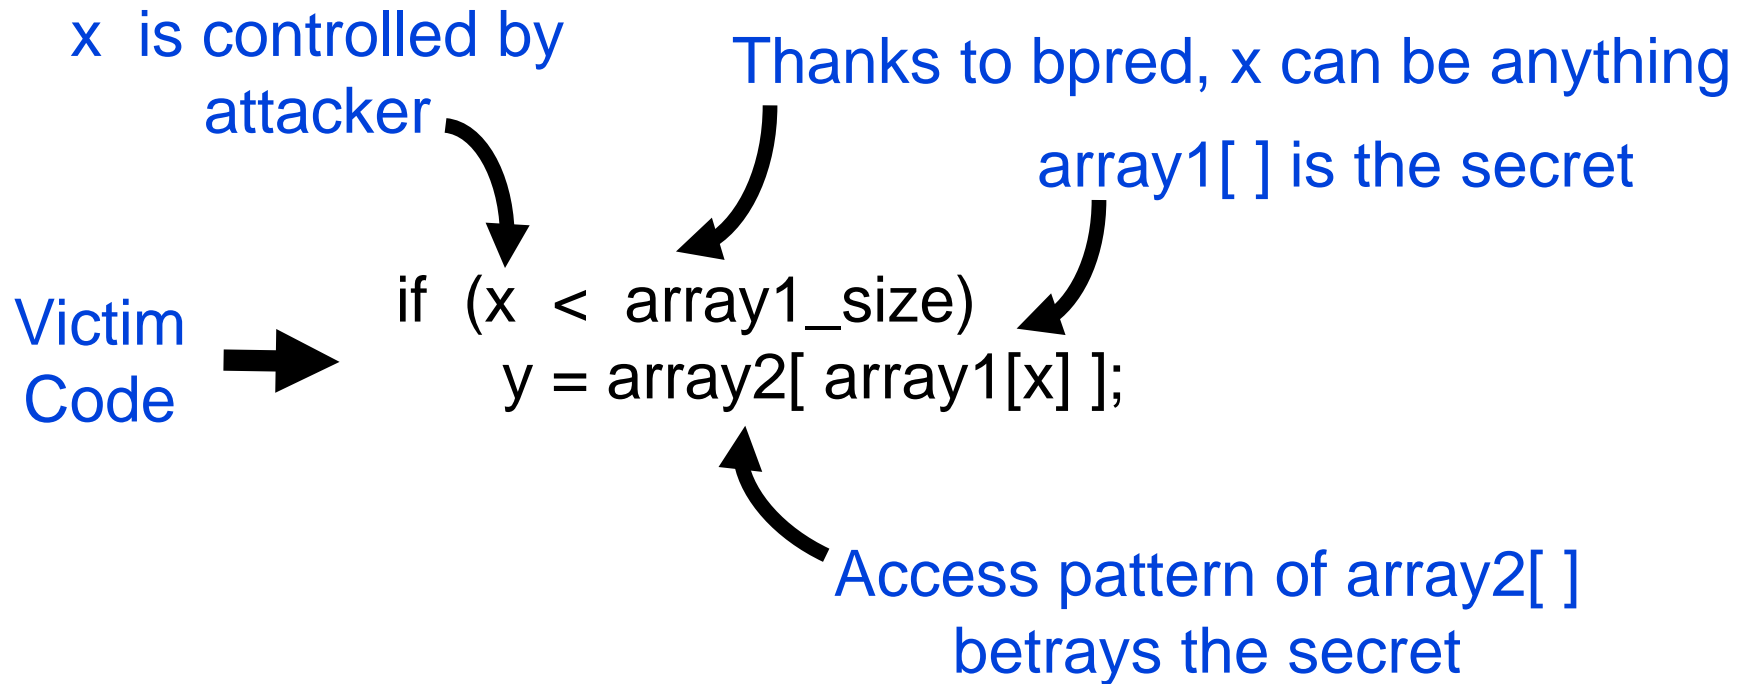 x is controlled by
attacker
Thanks to bpred, x can be anything
array1[ ] is the secret
Victim
Code
if (x < array1_size)
y = array2[ array1[x] ];
Access pattern of array2[ ]
betrays the secret